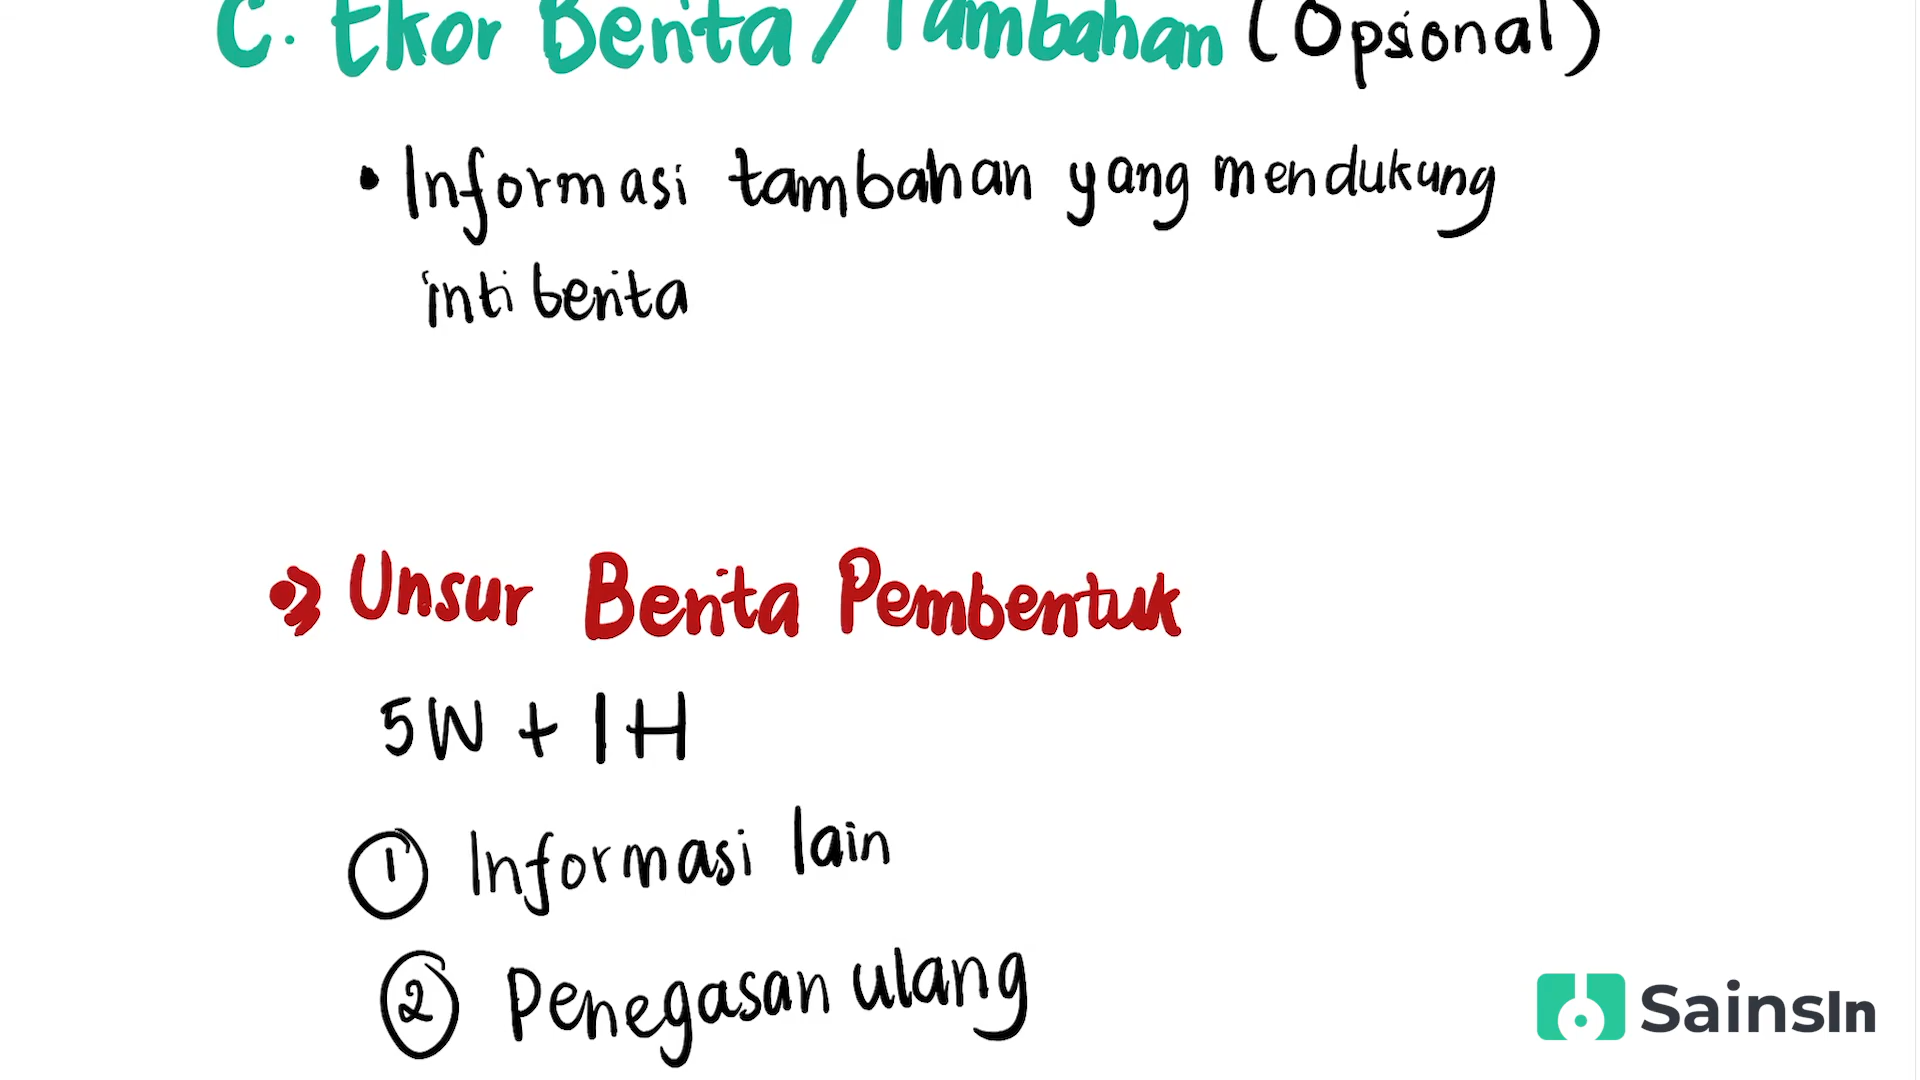 C. Ekor Berita / Tambahan (Opsional)
• Informasi tambahan yang mendukung
inti berita
Unsur Berita Pembentuk
5W + 1H
1 Informasi lain
2 Penegasan ulang
SainsIn